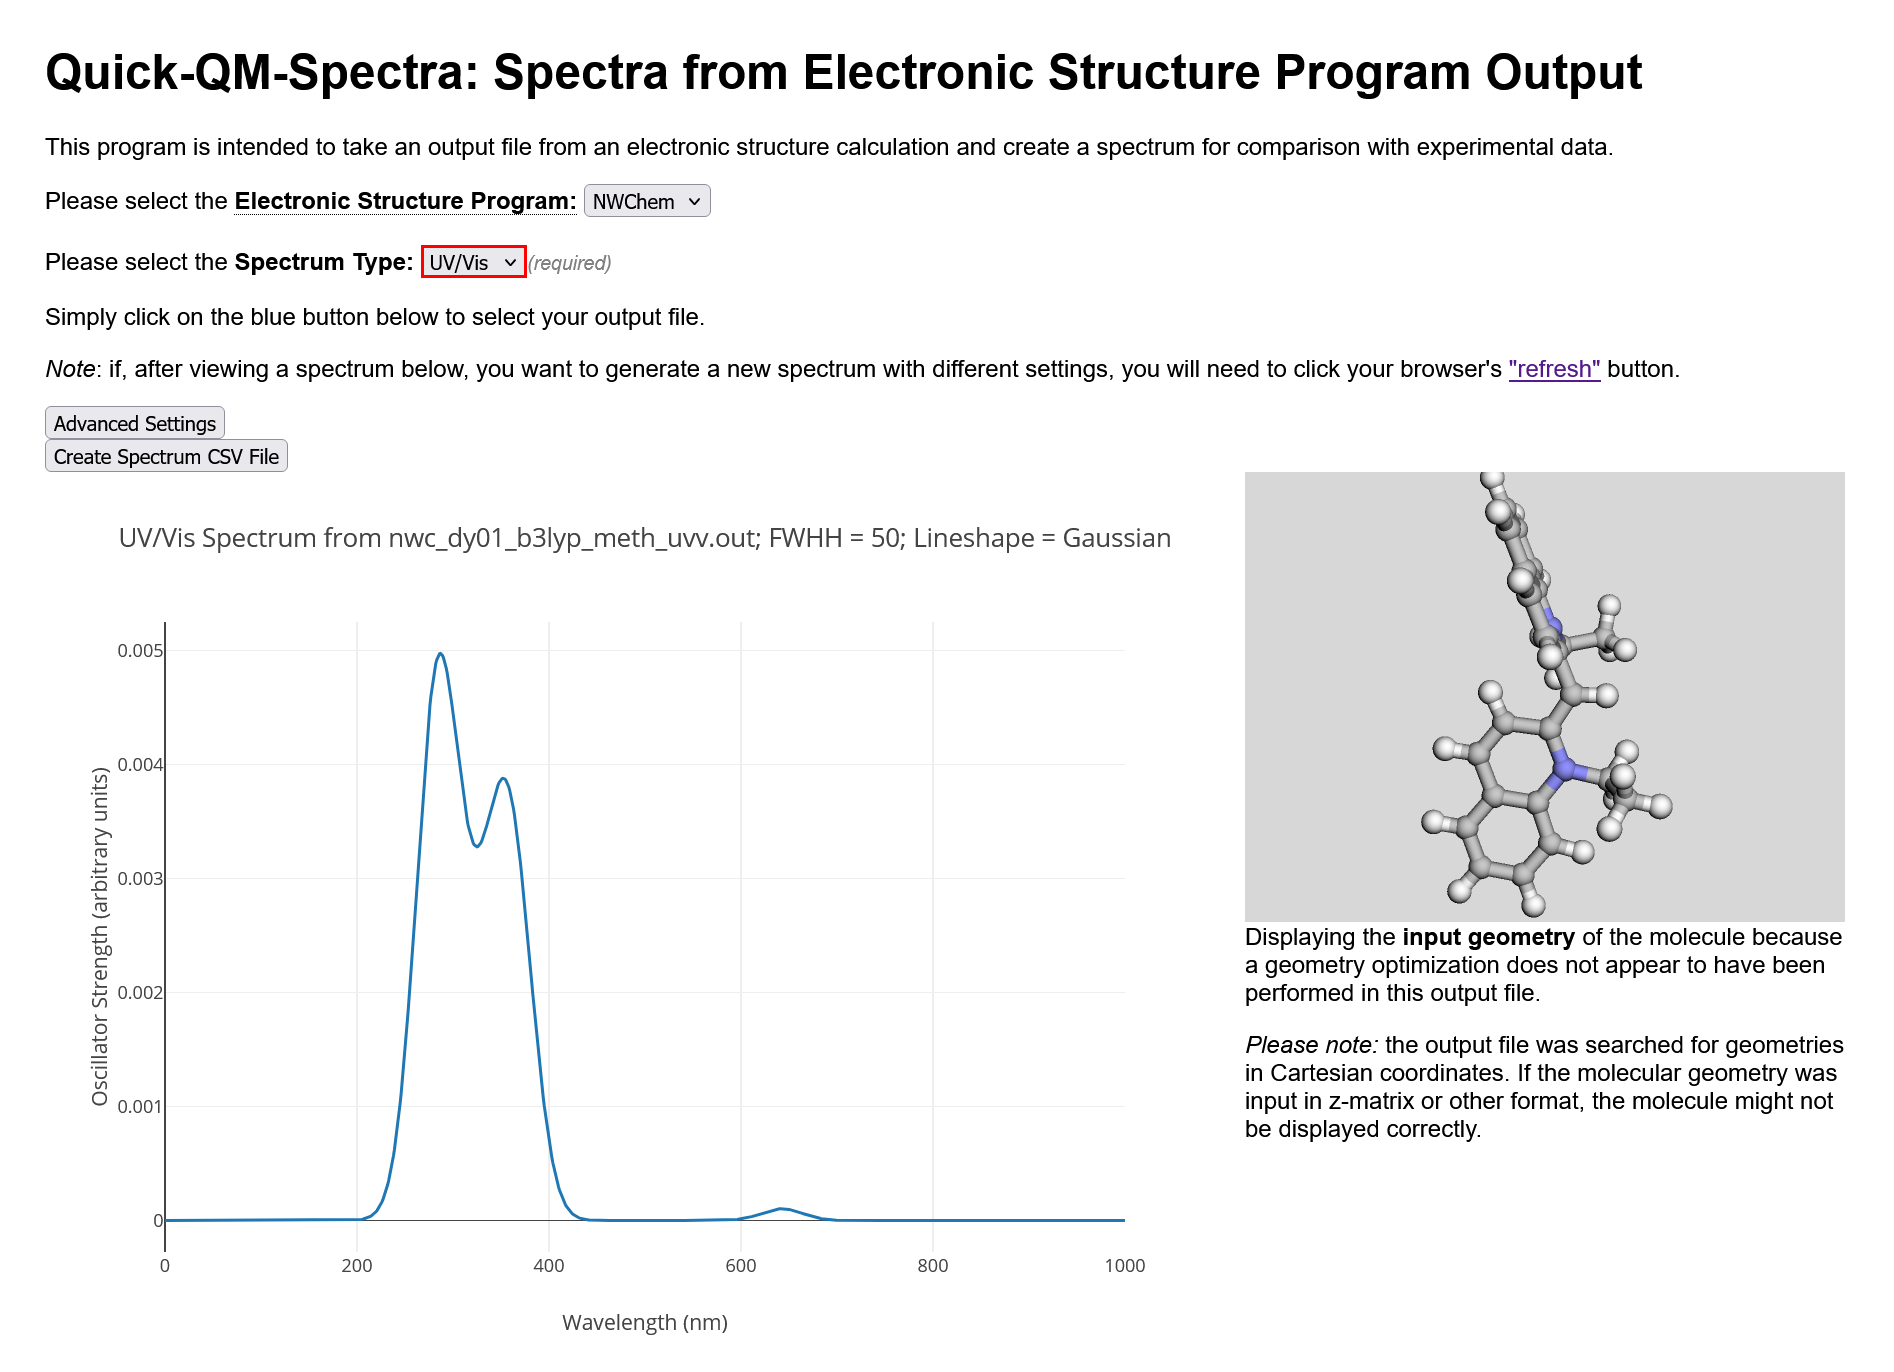 Quick-QM-Spectra: Spectra from Electronic Structure Program Output
This program is intended to take an output file from an electronic structure calculation and create a spectrum for comparison with experimental data.
Please select the Electronic Structure Program: NWChem
Please select the Spectrum Type: UV/Vis (required)
Simply click on the blue button below to select your output file.
Note: if, after viewing a spectrum below, you want to generate a new spectrum with different settings, you will need to click your browser's "refresh" button.
Advanced Settings
Create Spectrum CSV File
UV/Vis Spectrum from nwc_dy01_b3lyp_meth_uvv.out; FWHH = 50; Lineshape = Gaussian
Oscillator Strength (arbitrary units)
0.005
0.004
0.003
0.002
0.001
0
0 200 400 600 800 1000
Wavelength (nm)
Displaying the input geometry of the molecule because
a geometry optimization does not appear to have been
performed in this output file.
Please note: the output file was searched for geometries
in Cartesian coordinates. If the molecular geometry was
input in z-matrix or other format, the molecule might not
be displayed correctly.